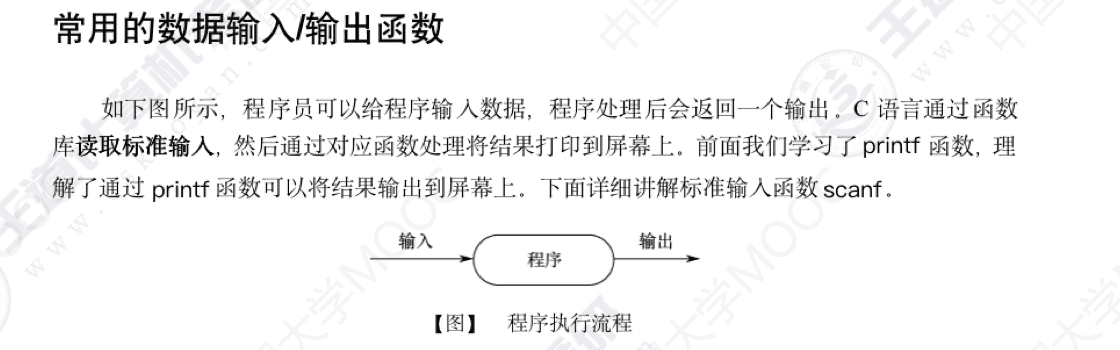 常用的数据输入/输出函数
如下图所示，程序员可以给程序输入数据，程序处理后会返回一个输出。C 语言通过函数
库读取标准输入，然后通过对应函数处理将结果打印到屏幕上。前面我们学习了 printf 函数，理
解了通过 printf 函数可以将结果输出到屏幕上。下面详细讲解标准输入函数 scanf。
输入
程序
输出
【图】 程序执行流程